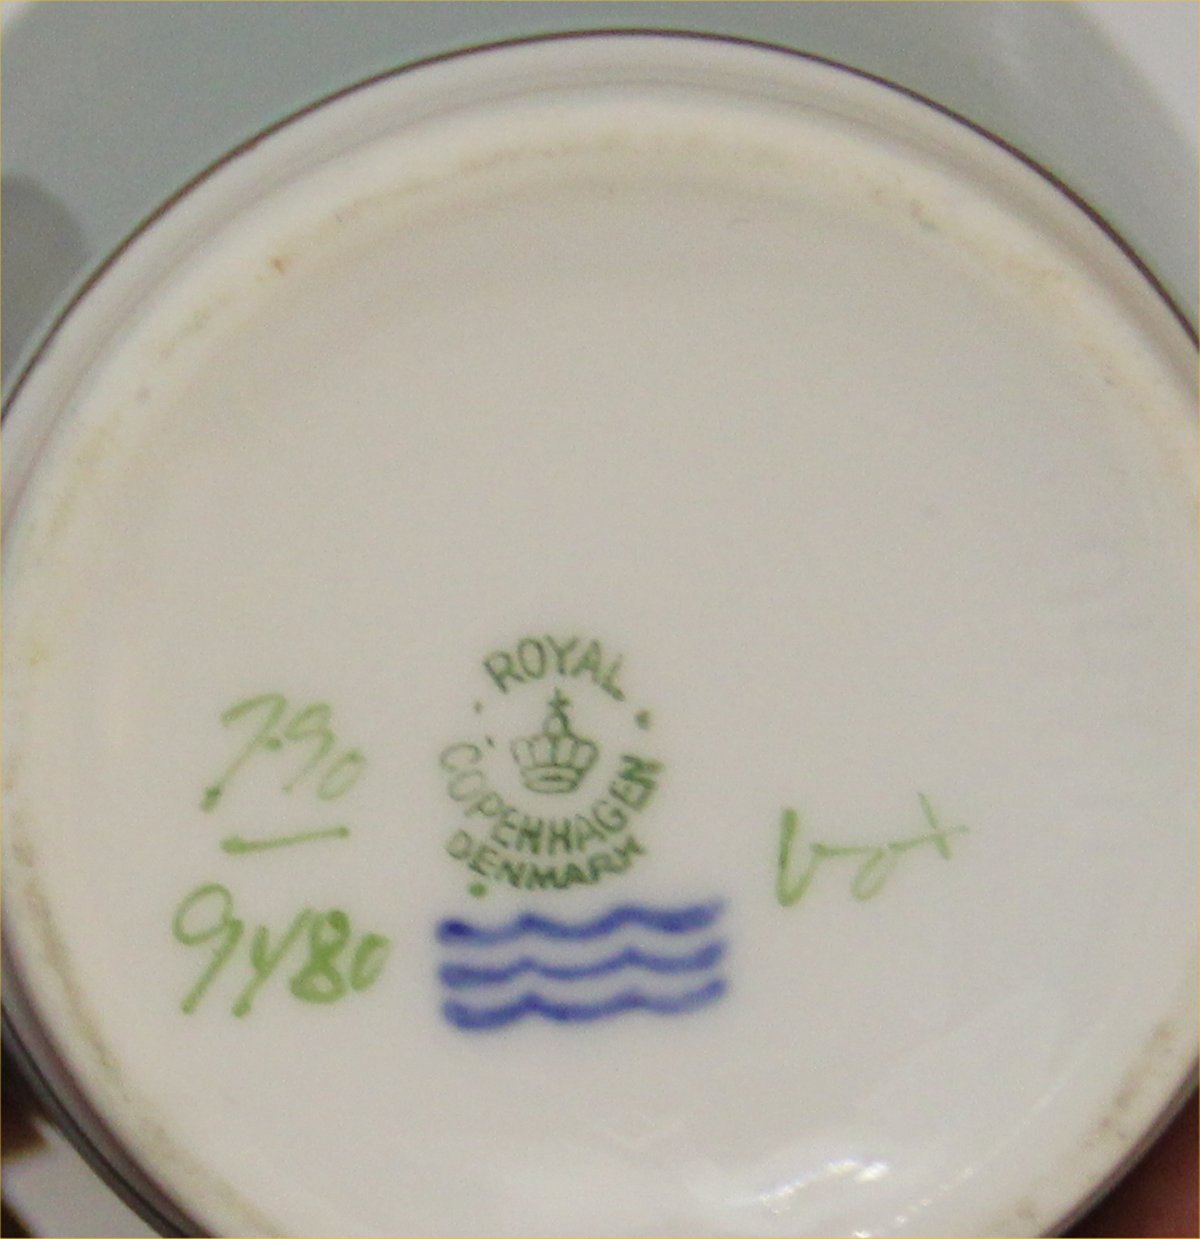 ROYAL
COPENHAGEN
DENMARK
790
9480